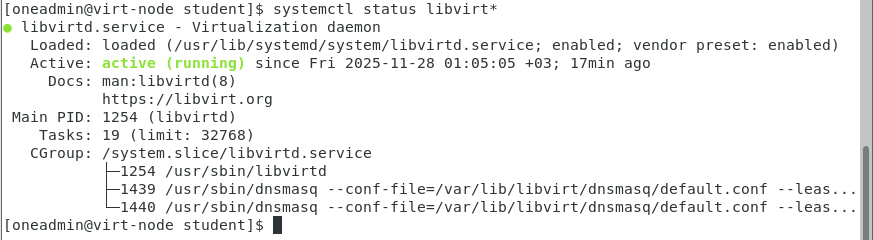 [oneadmin@virt-node student]$ systemctl status libvirt*
● libvirtd.service - Virtualization daemon
   Loaded: loaded (/usr/lib/systemd/system/libvirtd.service; enabled; vendor preset: enabled)
   Active: active (running) since Fri 2025-11-28 01:05:05 +03; 17min ago
     Docs: man:libvirtd(8)
           https://libvirt.org
 Main PID: 1254 (libvirtd)
    Tasks: 19 (limit: 32768)
   CGroup: /system.slice/libvirtd.service
           ├─1254 /usr/sbin/libvirtd
           ├─1439 /usr/sbin/dnsmasq --conf-file=/var/lib/libvirt/dnsmasq/default.conf --leas...
           └─1440 /usr/sbin/dnsmasq --conf-file=/var/lib/libvirt/dnsmasq/default.conf --leas...
[oneadmin@virt-node student]$